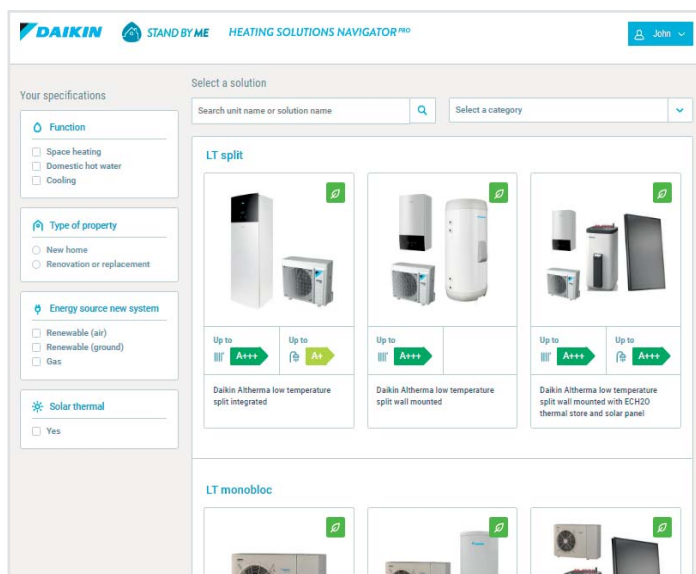 DAIKIN
STAND BY ME
HEATING SOLUTIONS NAVIGATOR PRO
John
Your specifications
Function
Space heating
Domestic hot water
Cooling
Type of property
New home
Renovation or replacement
Energy source new system
Renewable (air)
Renewable (ground)
Gas
Solar thermal
Yes
Select a solution
Search unit name or solution name
Select a category
LT split
Up to
A+++
Up to
A+
Daikin Altherma low temperature
split integrated
Up to
A+++
Daikin Altherma low temperature
split wall mounted
Up to
A+++
Up to
A+++
Daikin Altherma low temperature
split wall mounted with ECH2O
thermal store and solar panel
LT monobloc